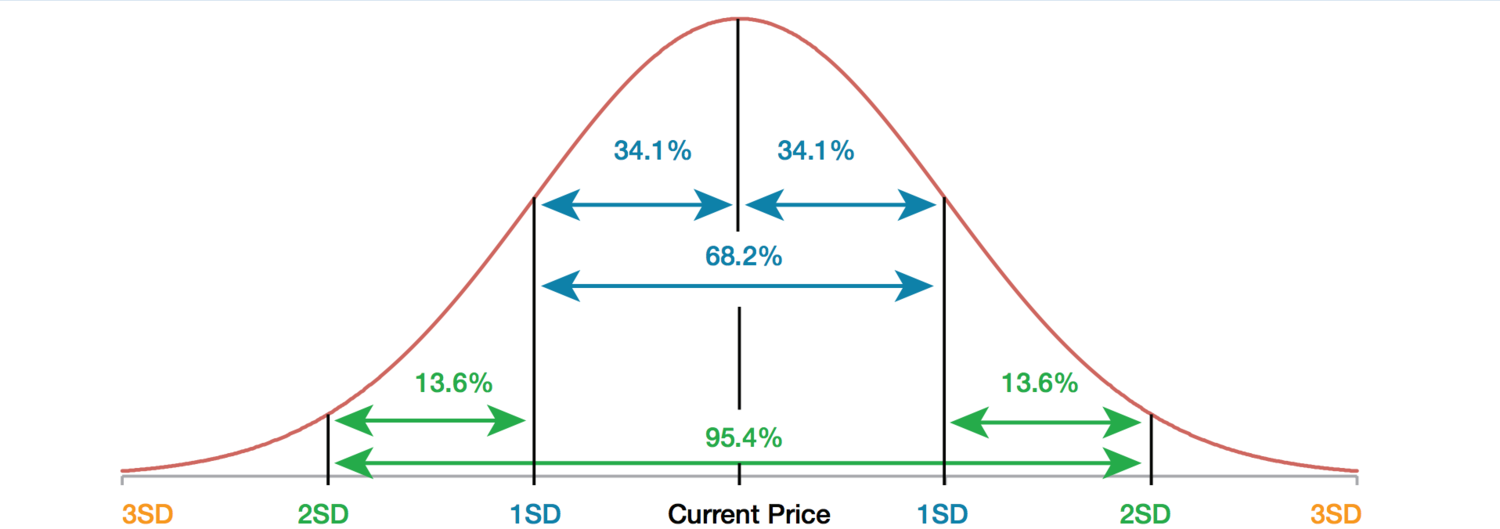 34.1% 34.1%
68.2%
13.6% 13.6%
95.4%
3SD 2SD 1SD Current Price 1SD 2SD 3SD